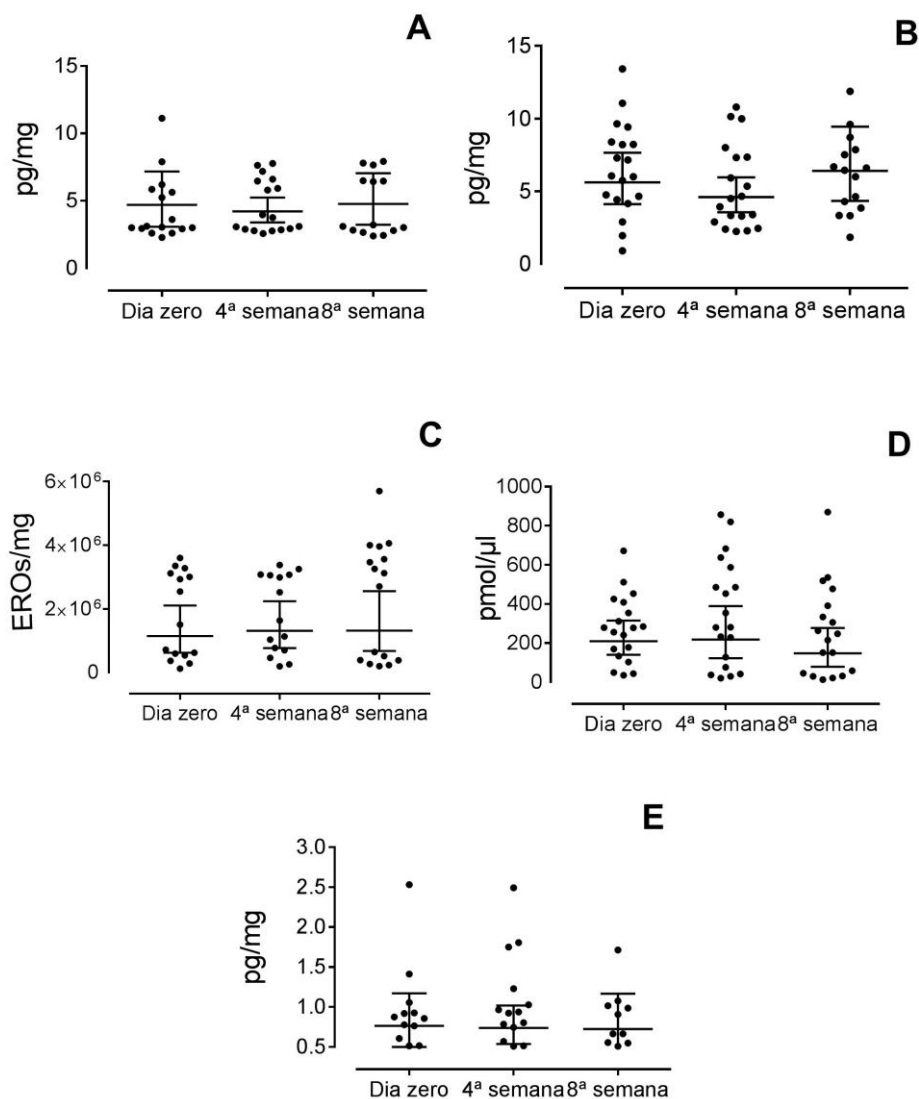 A
15
10
5
0
pg/mg
Dia zero 4ª semana 8ª semana
B
15
10
5
0
pg/mg
Dia zero 4ª semana 8ª semana
C
6×10⁶
4×10⁶
2×10⁶
0
EROs/mg
Dia zero 4ª semana 8ª semana
D
1000
800
600
400
200
0
pmol/µl
Dia zero 4ª semana 8ª semana
E
3.0
2.5
2.0
1.5
1.0
0.5
pg/mg
Dia zero 4ª semana 8ª semana